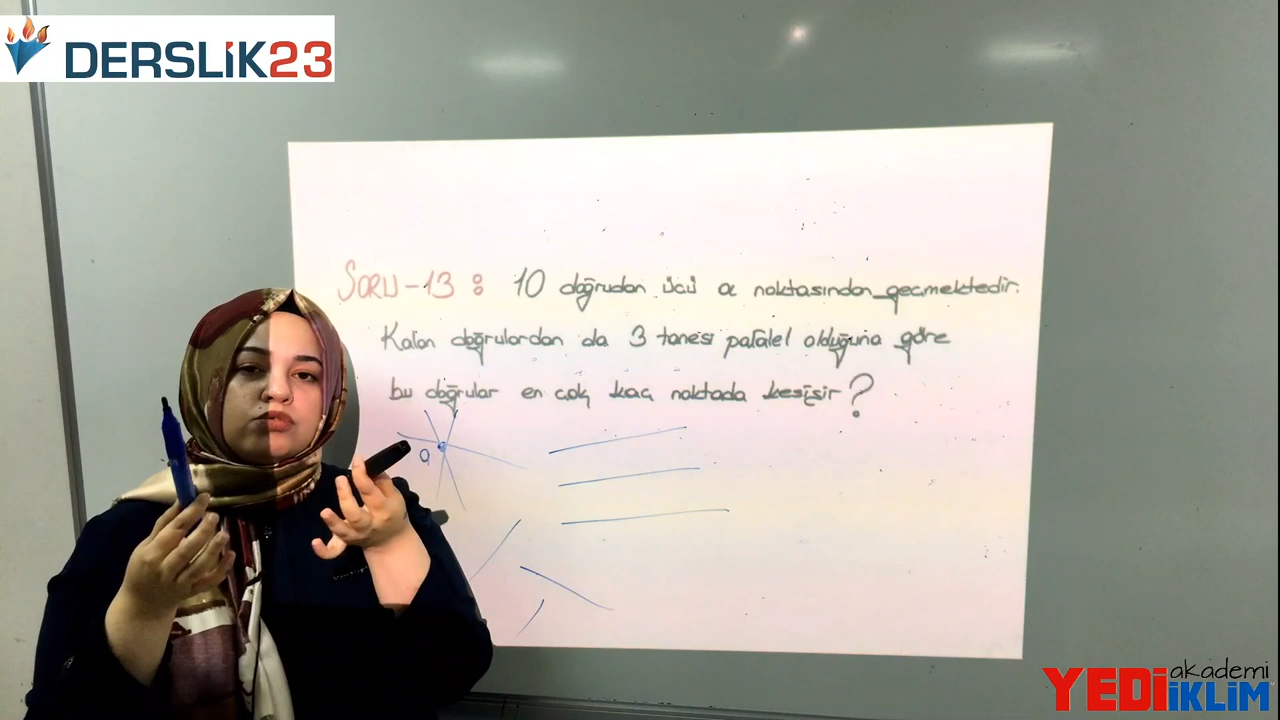 DERSLİK23
SORU-13: 10 doğrudan üçü a noktasından geçmektedir.
Kalan doğrulardan da 3 tanesi paralel olduğuna göre
bu doğrular en çok kaç noktada kesişir?
a
YEDİ İKLİM akademi